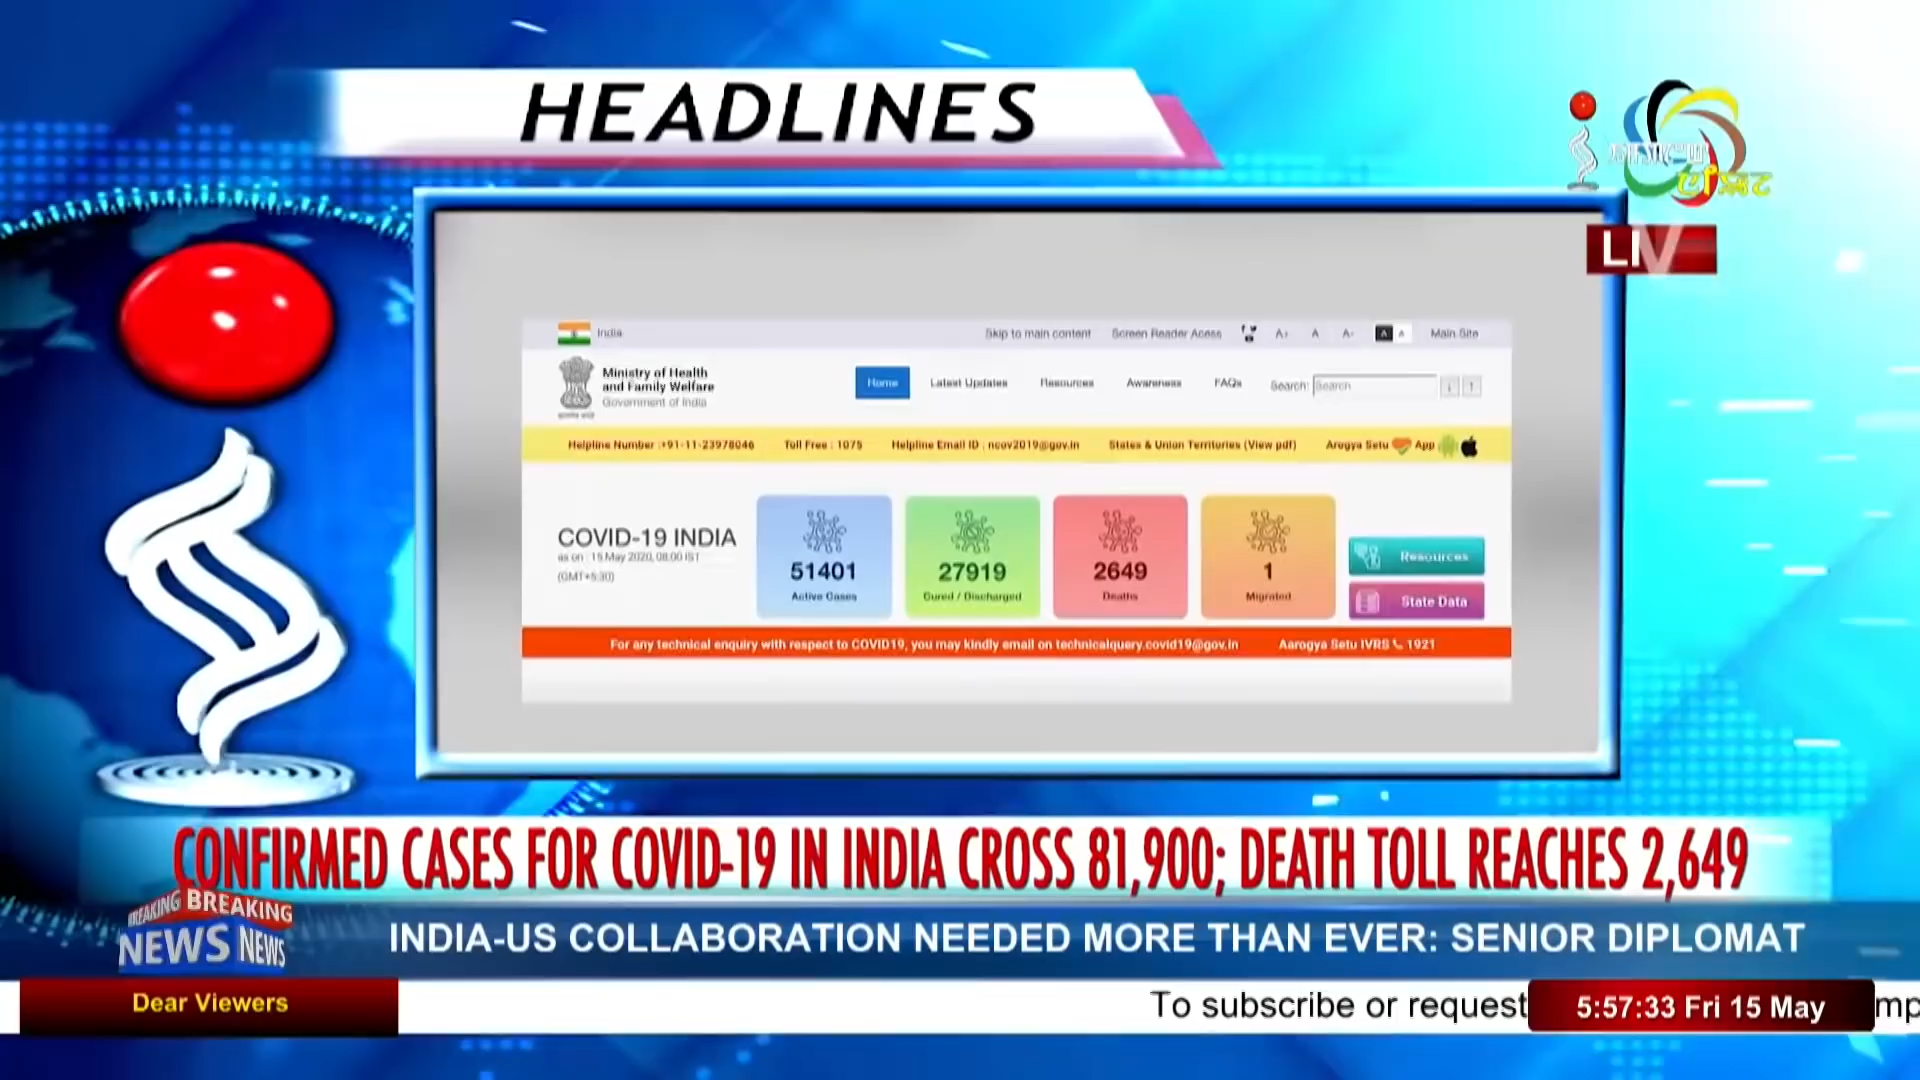 HEADLINES
LIV
India
Skip to main content
Screen Reader Acess
A+
A
A-
A
A
Main Site
Ministry of Health
and Family Welfare
Government of India
Home
Latest Updates
Resources
Awareness
FAQs
Search:
Search
Helpline Number :+91-11-23978046
Toll Free : 1075
Helpline Email ID : ncov2019@gov.in
States & Union Territories (View pdf)
Arogya Setu
App
COVID-19 INDIA
as on : 15 May 2020, 08:00 IST
(GMT+5:30)
51401
Active Cases
27919
Cured / Discharged
2649
Deaths
1
Migrated
Resources
State Data
For any technical enquiry with respect to COVID19, you may kindly email on technicalquery.covid19@gov.in
Aarogya Setu IVRS 1921
CONFIRMED CASES FOR COVID-19 IN INDIA CROSS 81,900; DEATH TOLL REACHES 2,649
BREAKING BREAKING
NEWS NEWS
INDIA-US COLLABORATION NEEDED MORE THAN EVER: SENIOR DIPLOMAT
Dear Viewers
To subscribe or request
5:57:33 Fri 15 May
mp